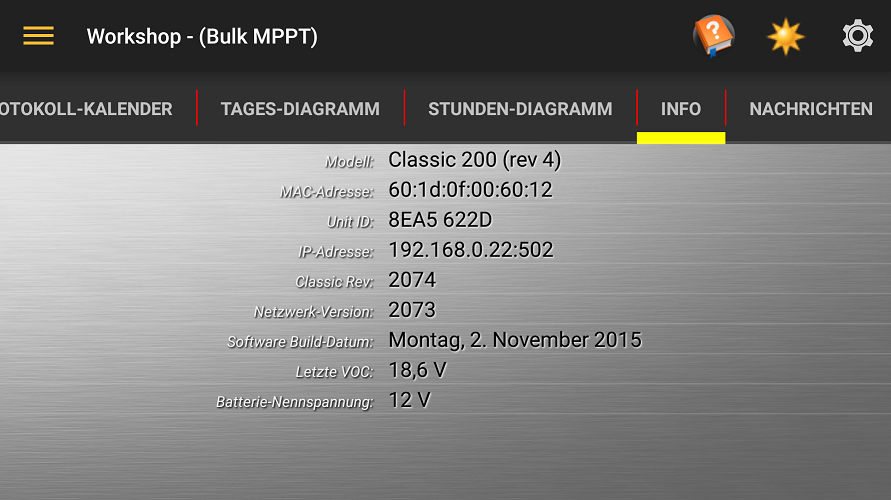 Workshop - (Bulk MPPT)
OTOKOLL-KALENDER TAGES-DIAGRAMM STUNDEN-DIAGRAMM INFO NACHRICHTEN
Modell: Classic 200 (rev 4)
MAC-Adresse: 60:1d:0f:00:60:12
Unit ID: 8EA5 622D
IP-Adresse: 192.168.0.22:502
Classic Rev: 2074
Netzwerk-Version: 2073
Software Build-Datum: Montag, 2. November 2015
Letzte VOC: 18,6 V
Batterie-Nennspannung: 12 V